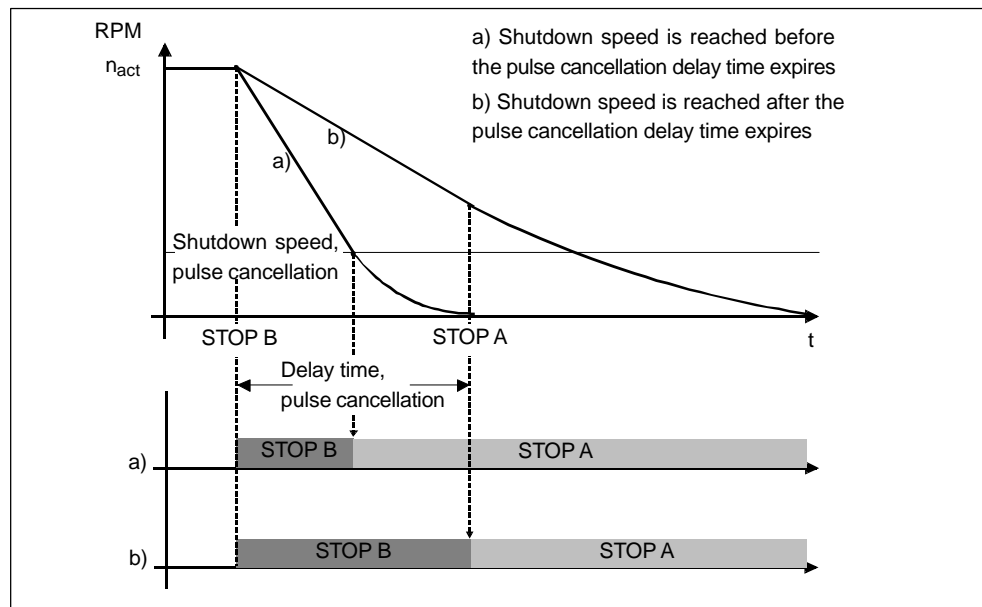 RPM
n_act
a) Shutdown speed is reached before
the pulse cancellation delay time expires
b) Shutdown speed is reached after the
pulse cancellation delay time expires
b)
a)
Shutdown speed,
pulse cancellation
STOP B
STOP A
t
Delay time,
pulse cancellation
a)
STOP B
STOP A
b)
STOP B
STOP A